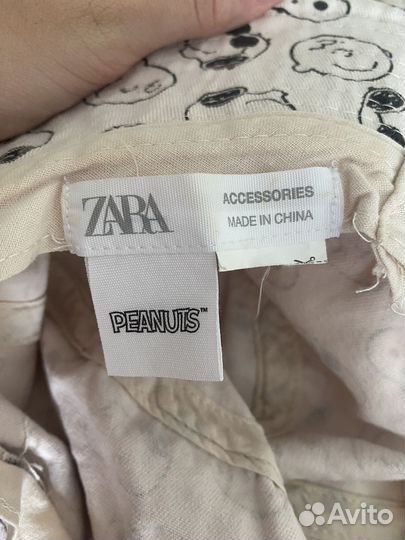 ZARA
ACCESSORIES
MADE IN CHINA
PEANUTS™
Avito